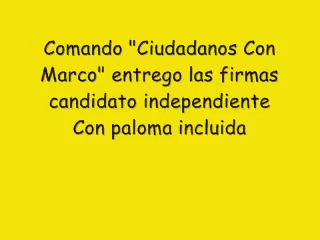 Comando "Ciudadanos Con
Marco" entrego las firmas
candidato independiente
Con paloma incluida